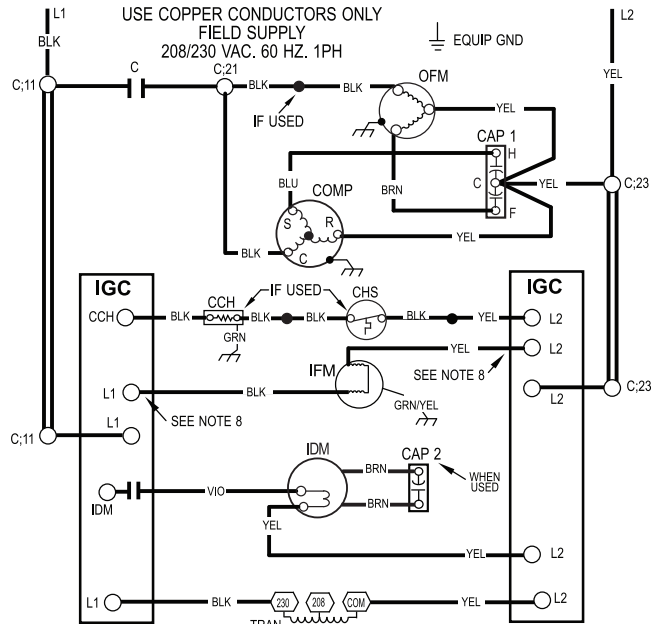 L1
USE COPPER CONDUCTORS ONLY
FIELD SUPPLY
208/230 VAC. 60 HZ. 1PH
EQUIP GND
L2
BLK
YEL
C;11
C
C;21
BLK
BLK
OFM
IF USED
YEL
CAP 1
H
BLU
COMP
BRN
C
YEL
C;23
S
R
F
YEL
BLK
C
IGC
IGC
IF USED
CCH
CHS
CCH
BLK
BLK
BLK
BLK
YEL
L2
GRN
YEL
L2
IFM
SEE NOTE 8
L1
BLK
GRN/YEL
L2
C;23
SEE NOTE 8
L1
C;11
IDM
CAP 2
BRN
WHEN
USED
VIO
IDM
BRN
YEL
YEL
L2
L1
BLK
230
208
COM
YEL
L2
TRAN